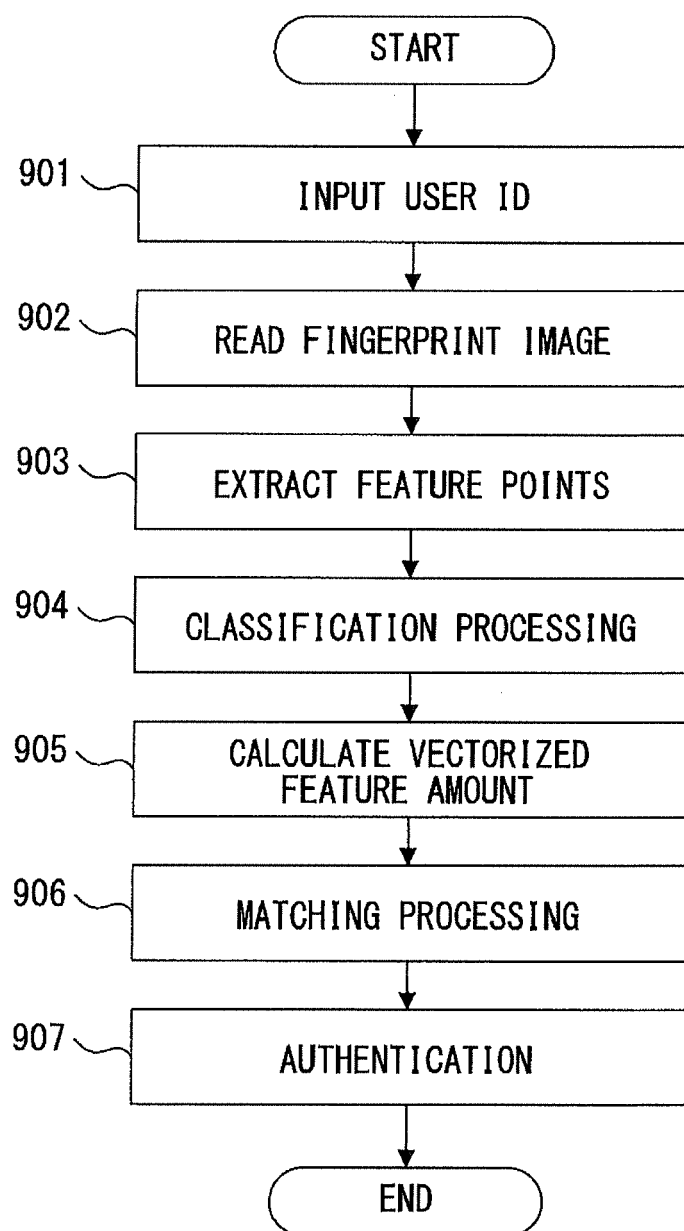 START
901
INPUT USER ID
902
READ FINGERPRINT IMAGE
903
EXTRACT FEATURE POINTS
904
CLASSIFICATION PROCESSING
905
CALCULATE VECTORIZED
FEATURE AMOUNT
906
MATCHING PROCESSING
907
AUTHENTICATION
END